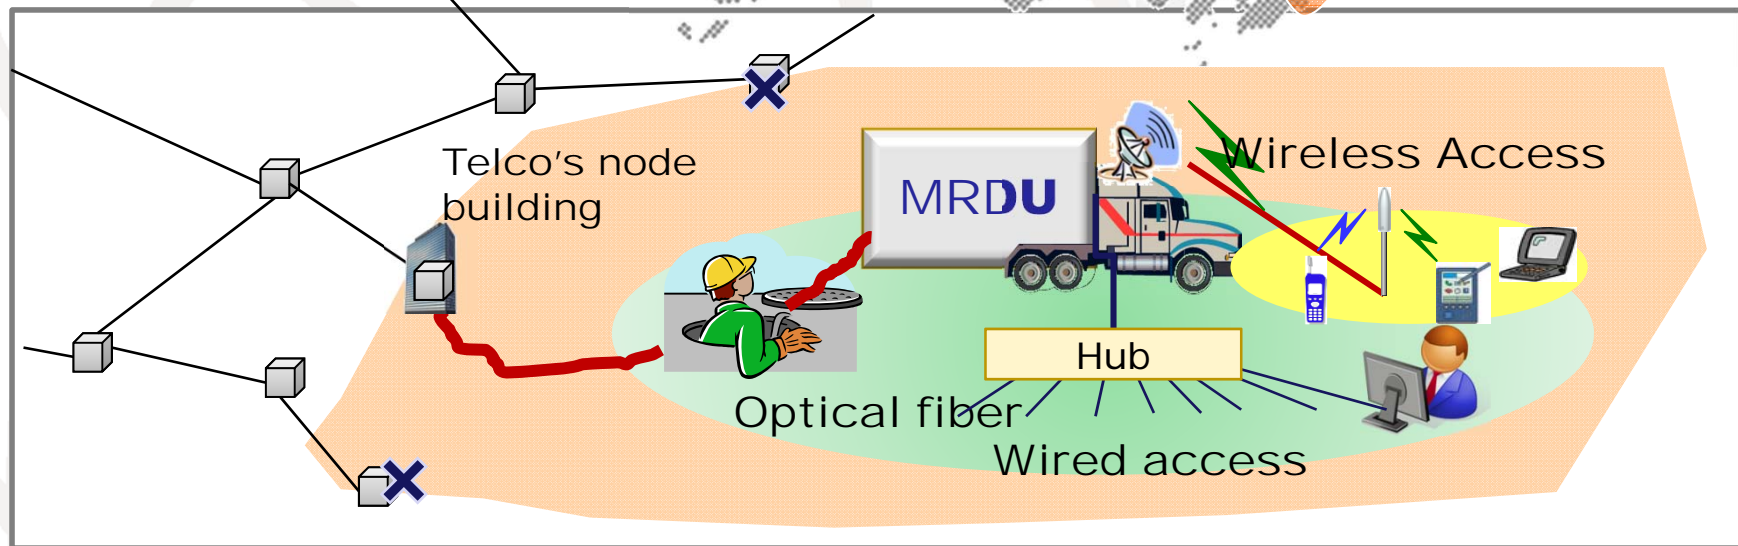 Telco's node
building
MRDU
Wireless Access
Hub
Optical fiber
Wired access